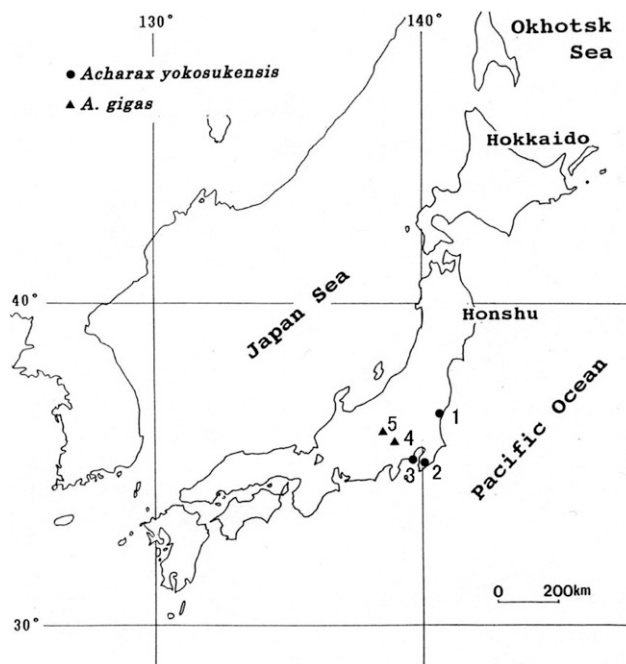 130°
140°
● Acharax yokosukensis
▲ A. gigas
Okhotsk
Sea
Hokkaido
40°
Japan Sea
Honshu
Pacific Ocean
1
5
4
3
2
0 200km
30°